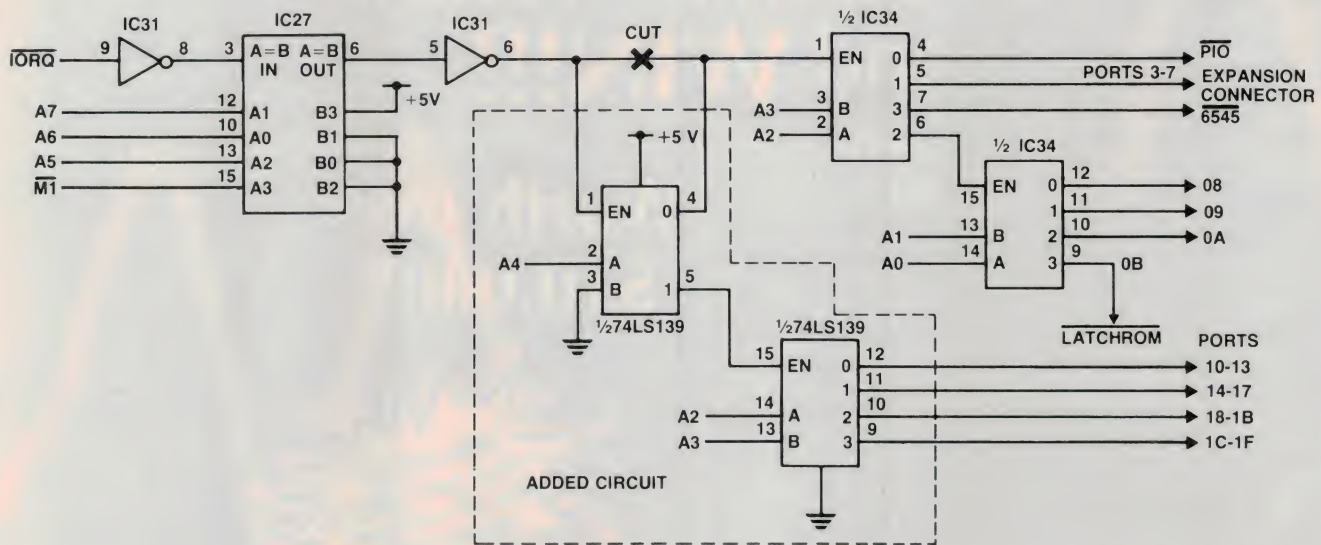 IC31
IC27
IC31
CUT
½ IC34
IORQ
9
8
3
A=B IN
A=B OUT
6
5
6
+5V
A7
12
A1
B3
A6
10
A0
B1
A5
13
A2
B0
M1
15
A3
B2
1
EN
0
4
PIO
1
5
PORTS 3-7
EXPANSION CONNECTOR
A3
3
B
3
7
6545
A2
2
A
2
6
½ IC34
15
EN
0
12
08
1
11
09
A1
13
B
2
10
0A
A0
14
A
3
9
0B
LATCHROM
+5 V
1
EN
0
4
A4
2
A
3
B
1
5
½74LS139
½74LS139
PORTS
15
EN
0
12
10-13
1
11
14-17
A2
14
A
2
10
18-1B
A3
13
B
3
9
1C-1F
ADDED CIRCUIT